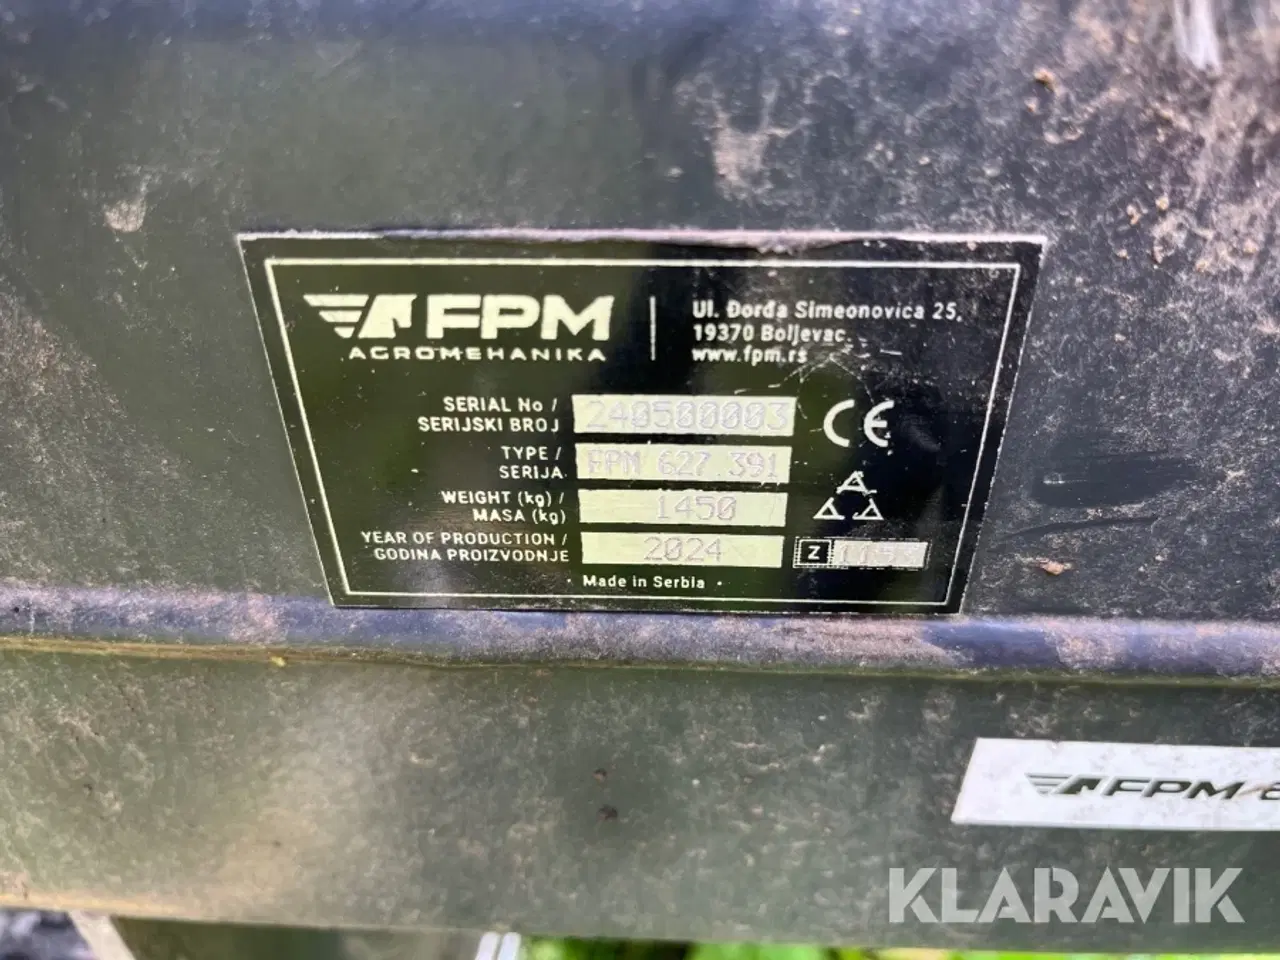 FPM
AGROMEHANIKA
Ul. Đorđa Simeonovica 25,
19370 Boljevac
www.fpm.rs
SERIAL No /
SERIJSKI BROJ
240500003
TYPE /
SERIJA
FPM 627.391
WEIGHT (kg) /
MASA (kg)
1450
YEAR OF PRODUCTION /
GODINA PROIZVODNJE
2024
CE
Z
· Made in Serbia ·
FPM
KLARAVIK